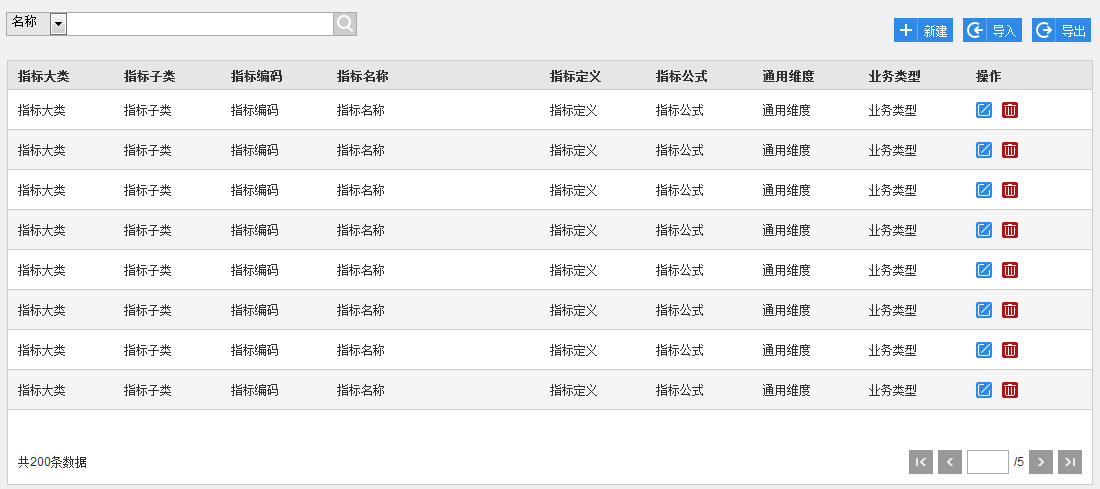 名称
新建 导入 导出
指标大类 指标子类 指标编码 指标名称 指标定义 指标公式 通用维度 业务类型 操作
指标大类 指标子类 指标编码 指标名称 指标定义 指标公式 通用维度 业务类型
指标大类 指标子类 指标编码 指标名称 指标定义 指标公式 通用维度 业务类型
指标大类 指标子类 指标编码 指标名称 指标定义 指标公式 通用维度 业务类型
指标大类 指标子类 指标编码 指标名称 指标定义 指标公式 通用维度 业务类型
指标大类 指标子类 指标编码 指标名称 指标定义 指标公式 通用维度 业务类型
指标大类 指标子类 指标编码 指标名称 指标定义 指标公式 通用维度 业务类型
指标大类 指标子类 指标编码 指标名称 指标定义 指标公式 通用维度 业务类型
指标大类 指标子类 指标编码 指标名称 指标定义 指标公式 通用维度 业务类型
共200条数据 /5